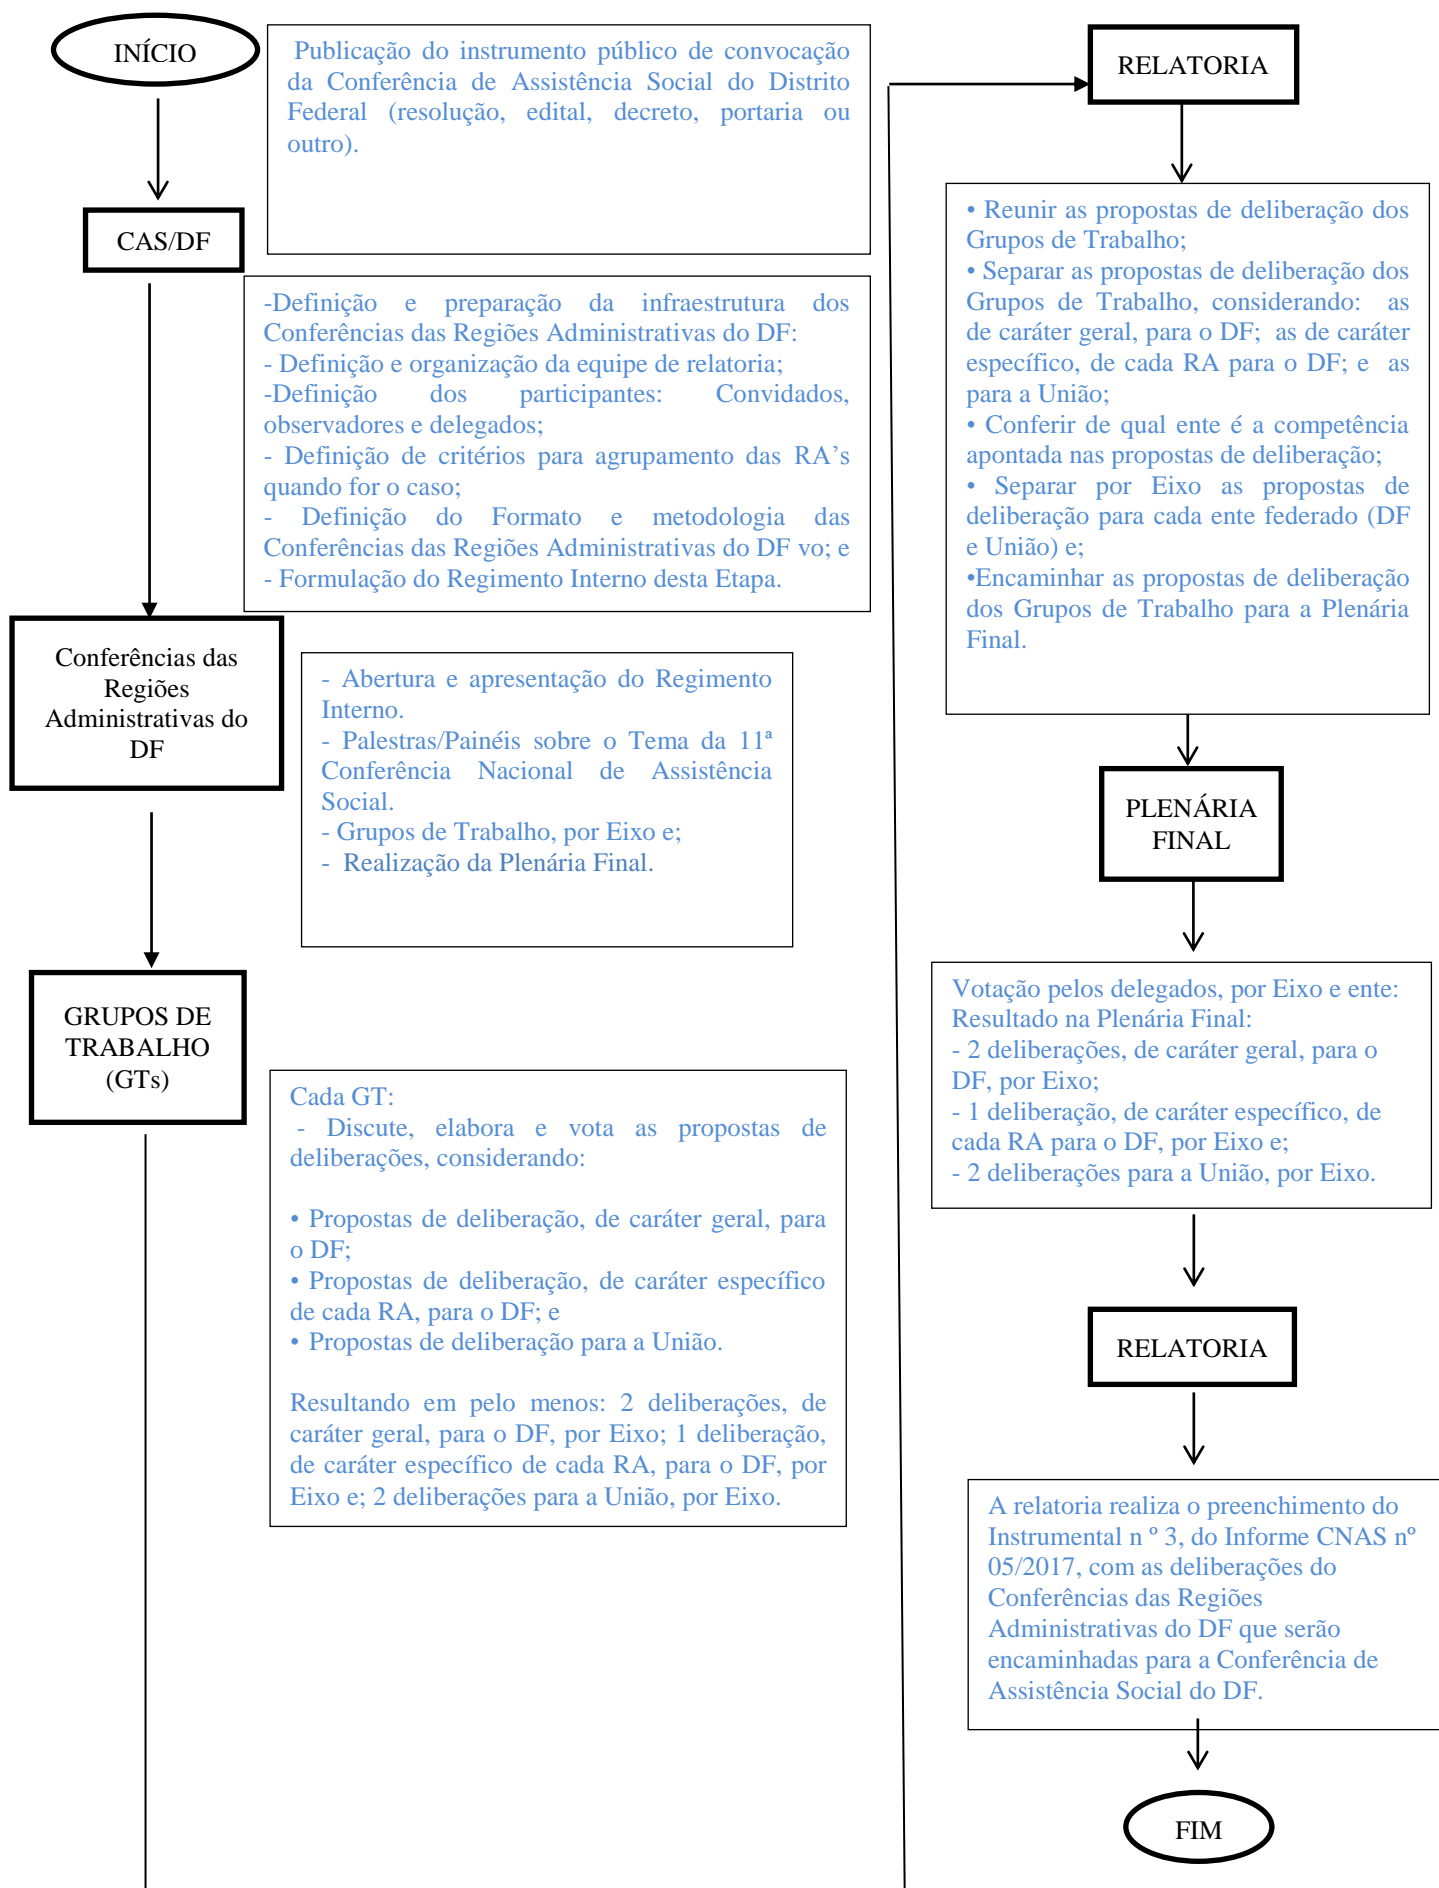 INÍCIO
Publicação do instrumento público de convocação
da Conferência de Assistência Social do Distrito
Federal (resolução, edital, decreto, portaria ou
outro).
CAS/DF
-Definição e preparação da infraestrutura dos
Conferências das Regiões Administrativas do DF:
- Definição e organização da equipe de relatoria;
-Definição dos participantes: Convidados,
observadores e delegados;
- Definição de critérios para agrupamento das RA’s
quando for o caso;
- Definição do Formato e metodologia das
Conferências das Regiões Administrativas do DF vo; e
- Formulação do Regimento Interno desta Etapa.
Conferências das
Regiões
Administrativas do
DF
- Abertura e apresentação do Regimento
Interno.
- Palestras/Painéis sobre o Tema da 11ª
Conferência Nacional de Assistência
Social.
- Grupos de Trabalho, por Eixo e;
- Realização da Plenária Final.
GRUPOS DE
TRABALHO
(GTs)
Cada GT:
- Discute, elabora e vota as propostas de
deliberações, considerando:
• Propostas de deliberação, de caráter geral, para
o DF;
• Propostas de deliberação, de caráter específico
de cada RA, para o DF; e
• Propostas de deliberação para a União.
Resultando em pelo menos: 2 deliberações, de
caráter geral, para o DF, por Eixo; 1 deliberação,
de caráter específico de cada RA, para o DF, por
Eixo e; 2 deliberações para a União, por Eixo.
RELATORIA
• Reunir as propostas de deliberação dos
Grupos de Trabalho;
• Separar as propostas de deliberação dos
Grupos de Trabalho, considerando: as
de caráter geral, para o DF; as de caráter
específico, de cada RA para o DF; e as
para a União;
• Conferir de qual ente é a competência
apontada nas propostas de deliberação;
• Separar por Eixo as propostas de
deliberação para cada ente federado (DF
e União) e;
•Encaminhar as propostas de deliberação
dos Grupos de Trabalho para a Plenária
Final.
PLENÁRIA
FINAL
Votação pelos delegados, por Eixo e ente:
Resultado na Plenária Final:
- 2 deliberações, de caráter geral, para o
DF, por Eixo;
- 1 deliberação, de caráter específico, de
cada RA para o DF, por Eixo e;
- 2 deliberações para a União, por Eixo.
RELATORIA
A relatoria realiza o preenchimento do
Instrumental n º 3, do Informe CNAS nº
05/2017, com as deliberações do
Conferências das Regiões
Administrativas do DF que serão
encaminhadas para a Conferência de
Assistência Social do DF.
FIM